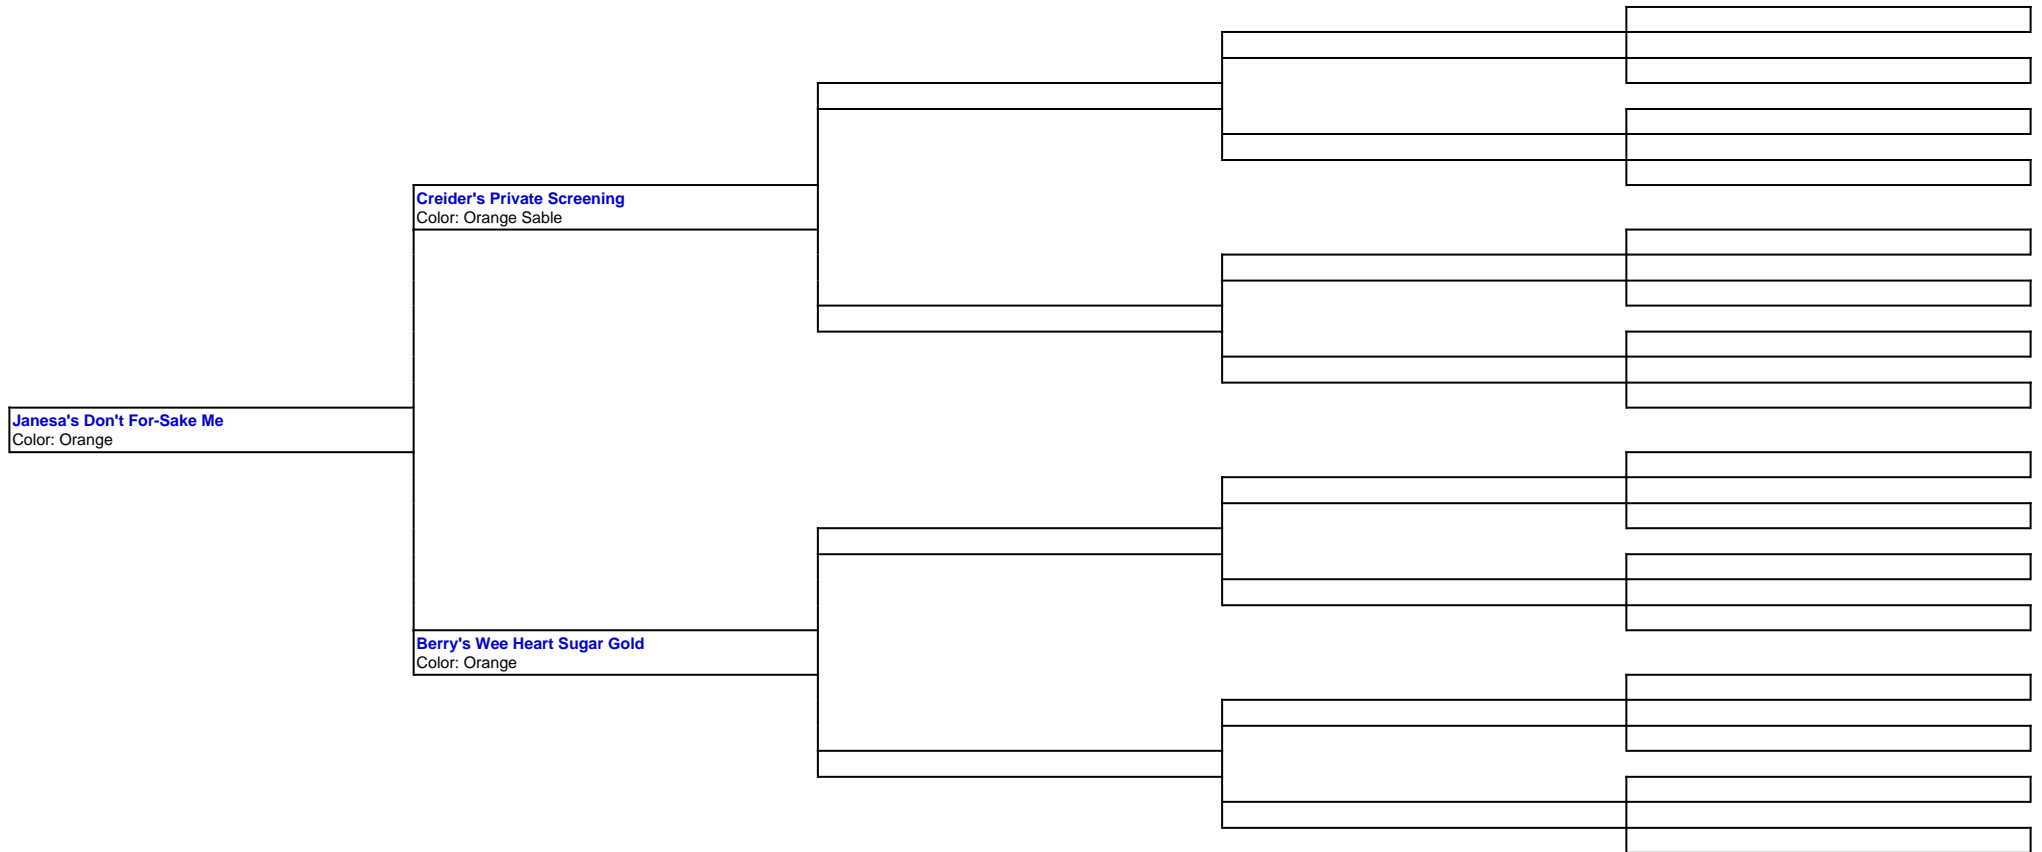 Creider's Private Screening
Color: Orange Sable
Janesa's Don't For-Sake Me
Color: Orange
Berry's Wee Heart Sugar Gold
Color: Orange